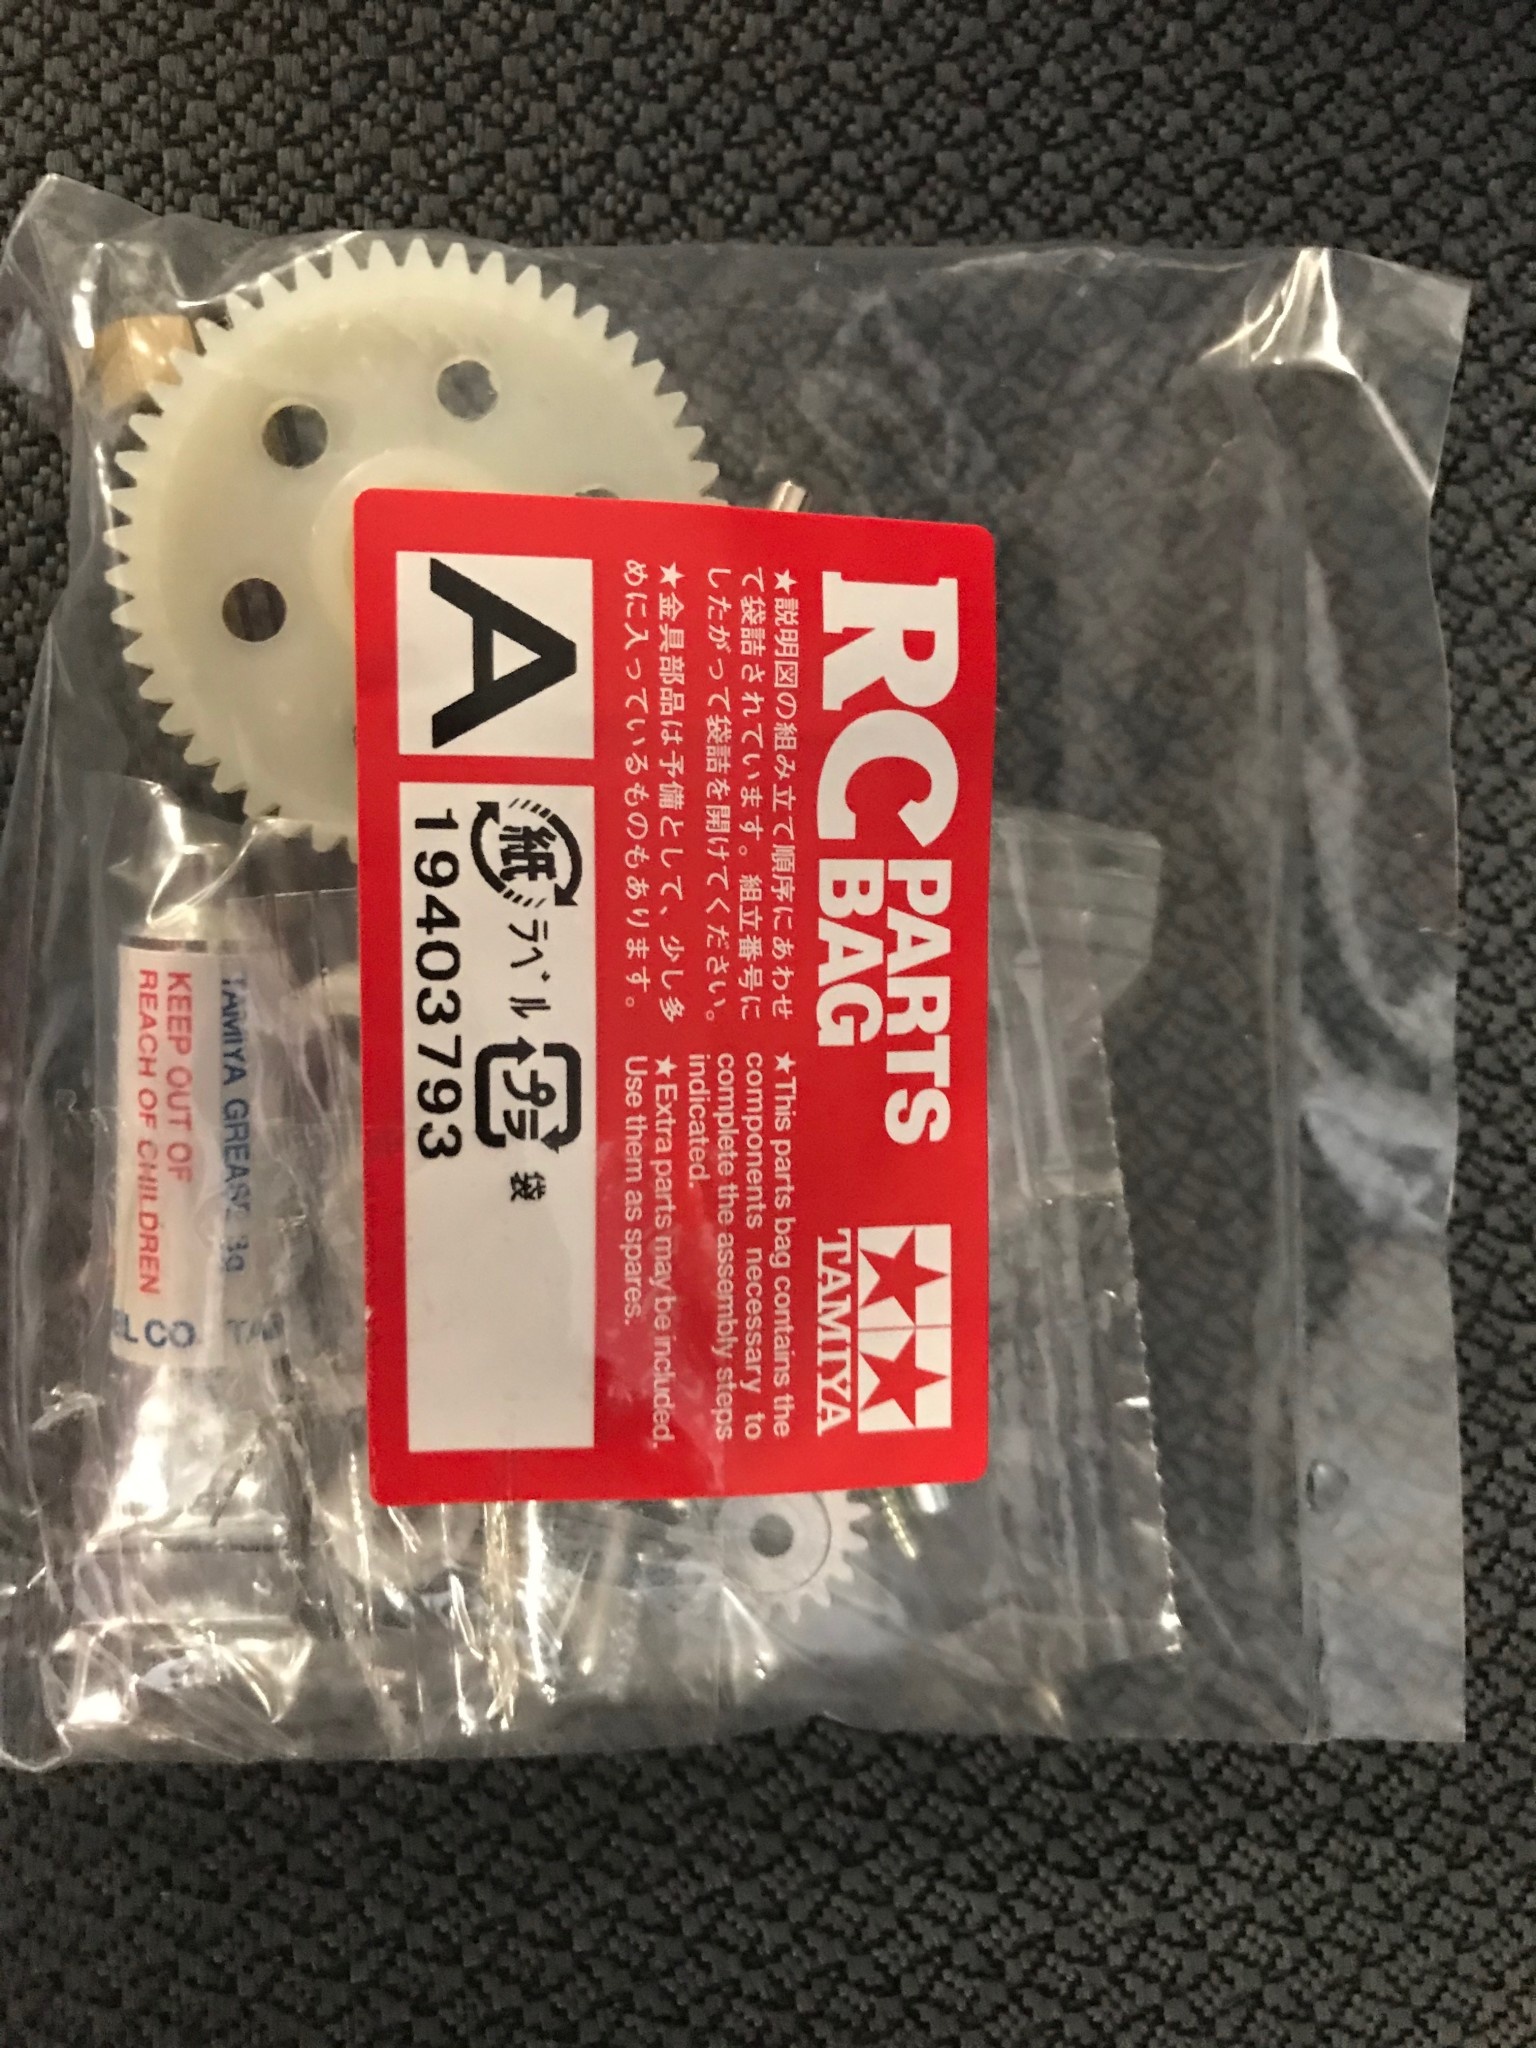 RC PARTS
BAG
TAMIYA
★説明図の組み立て順序にあわせ
て袋詰されています。組立番号に
したがって袋詰を開けてください。
★金具部品は予備として、少し多
めに入っているものもあります。
★This parts bag contains the
components necessary to
complete the assembly steps
indicated.
★Extra parts may be included.
Use them as spares.
A
紙 ラベル プラ 袋
19403793
TAMIYA GREASE 3g
KEEP OUT OF
REACH OF CHILDREN
CO.